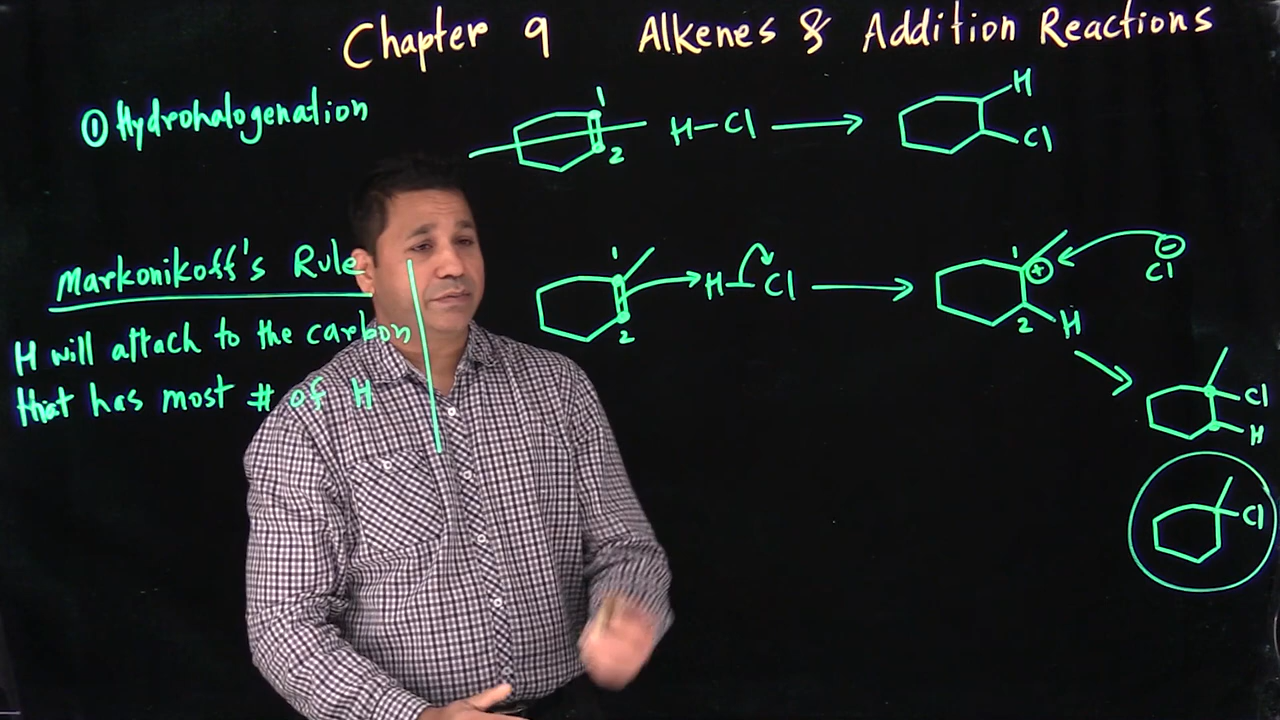 Chapter 9 Alkenes & Addition Reactions
① Hydrohalogenation
1
2
H-Cl
H
Cl
Markonikoff's Rule
H will attach to the carbon
that has most # of H
1
2
H-Cl
1
+
2
H
-
Cl
Cl
H
Cl